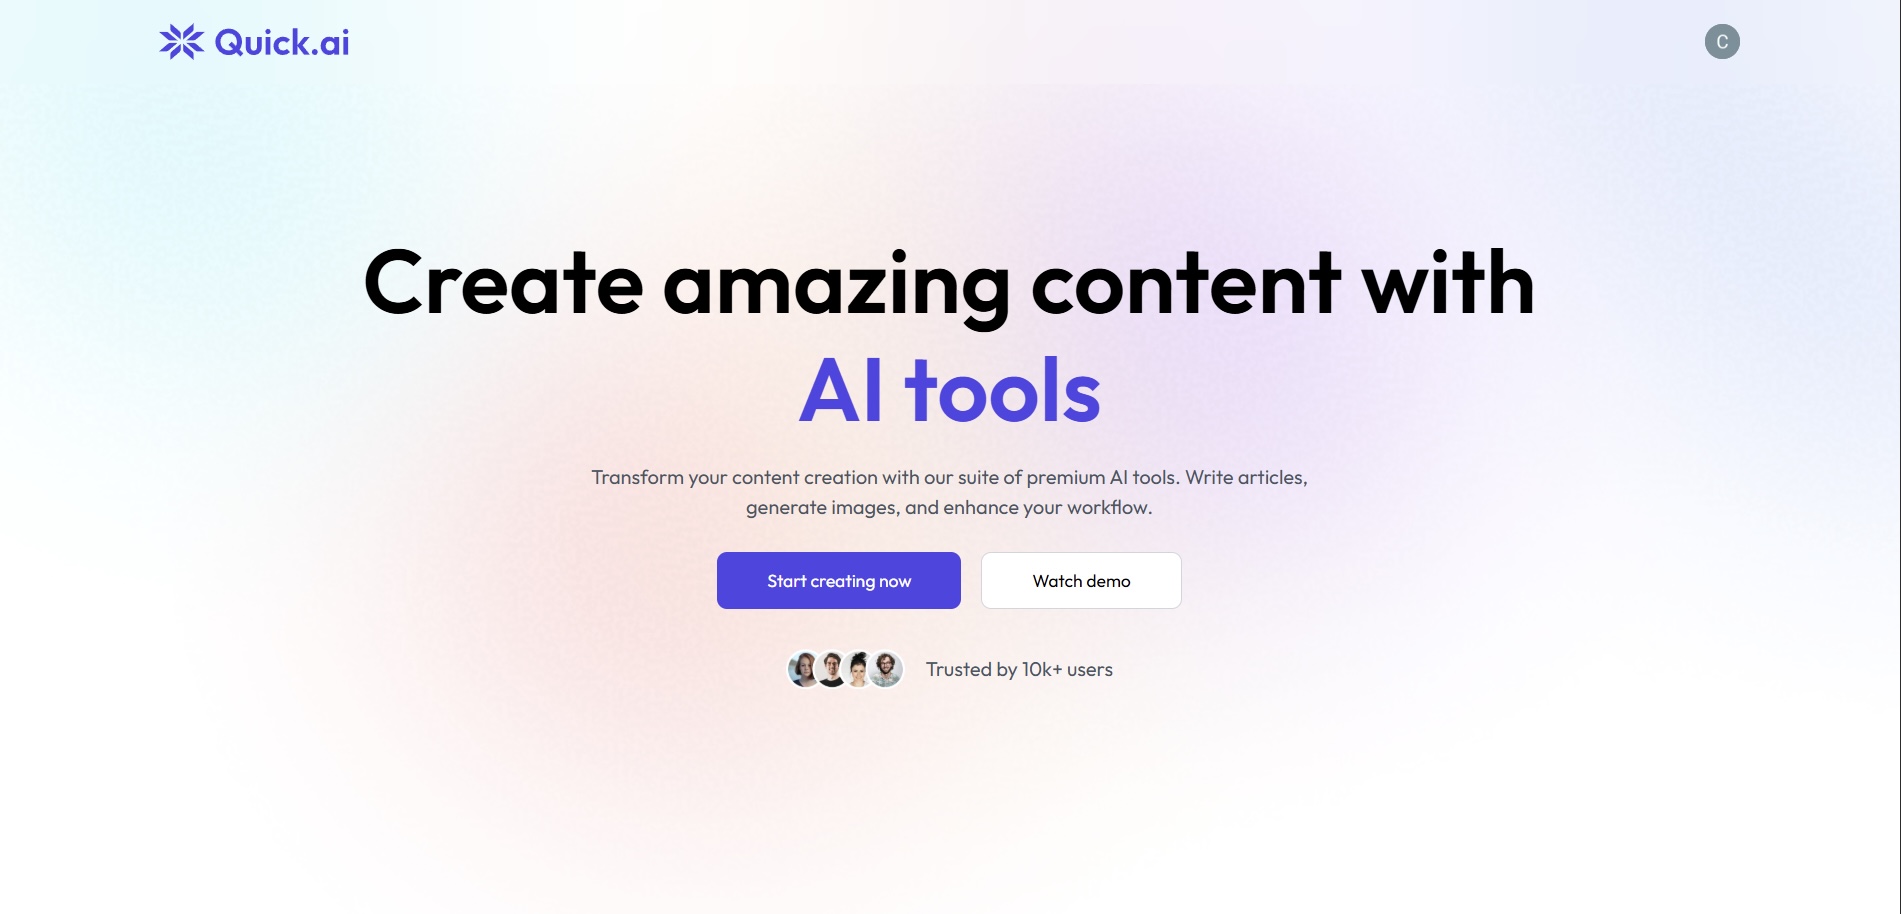 Quick.ai
C
Create amazing content with
AI tools
Transform your content creation with our suite of premium AI tools. Write articles,
generate images, and enhance your workflow.
Start creating now
Watch demo
Trusted by 10k+ users